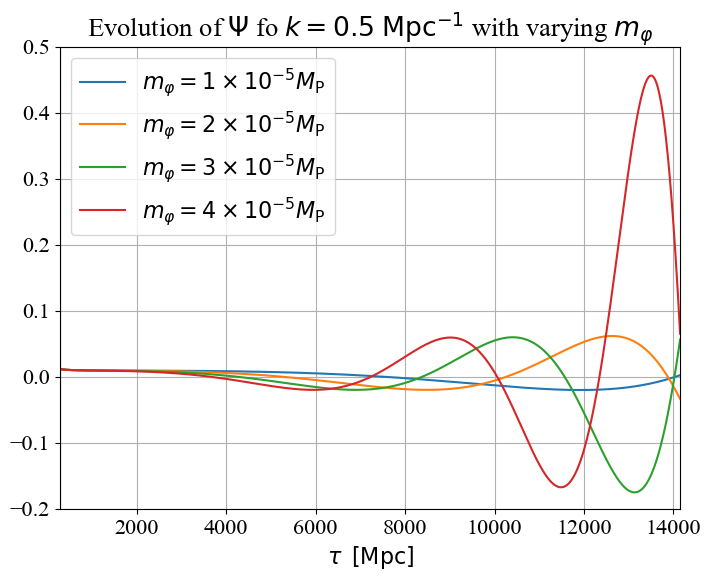 Evolution of Ψ fo k = 0.5 Mpc⁻¹ with varying m_φ
0.5
0.4
0.3
0.2
0.1
0.0
−0.1
−0.2
m_φ = 1 × 10⁻⁵M_P
m_φ = 2 × 10⁻⁵M_P
m_φ = 3 × 10⁻⁵M_P
m_φ = 4 × 10⁻⁵M_P
2000 4000 6000 8000 10000 12000 14000
τ [Mpc]